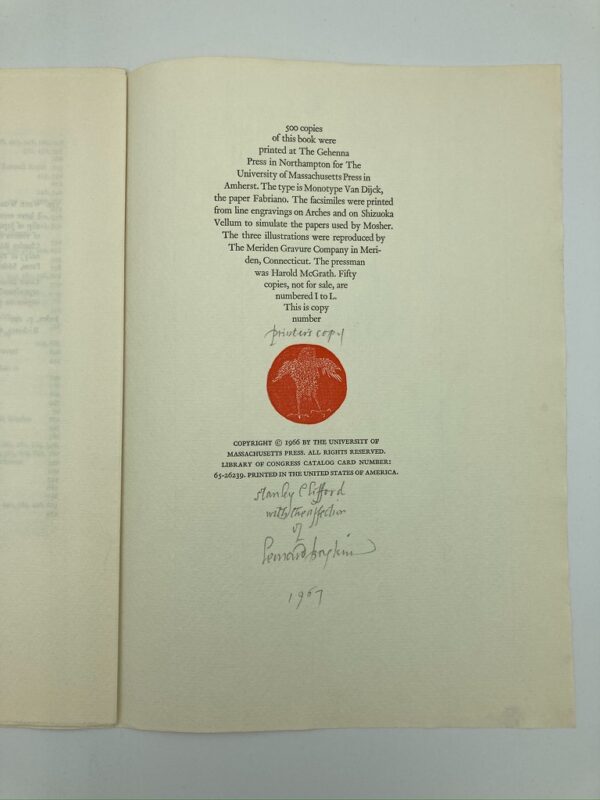 500 copies
of this book were
printed at The Gehenna
Press in Northampton for The
University of Massachusetts Press in
Amherst. The type is Monotype Van Dijck,
the paper Fabriano. The facsimiles were printed
from line engravings on Arches and on Shizuoka
Vellum to simulate the papers used by Mosher.
The three illustrations were reproduced by
The Meriden Gravure Company in Meri-
den, Connecticut. The pressman
was Harold McGrath. Fifty
copies, not for sale, are
numbered I to L.
This is copy
number
printer's copy
COPYRIGHT © 1966 BY THE UNIVERSITY OF
MASSACHUSETTS PRESS. ALL RIGHTS RESERVED.
LIBRARY OF CONGRESS CATALOG CARD NUMBER:
65-26239. PRINTED IN THE UNITED STATES OF AMERICA.
Stanley Clifford
with the affection
of
Leonard Baskin
1967